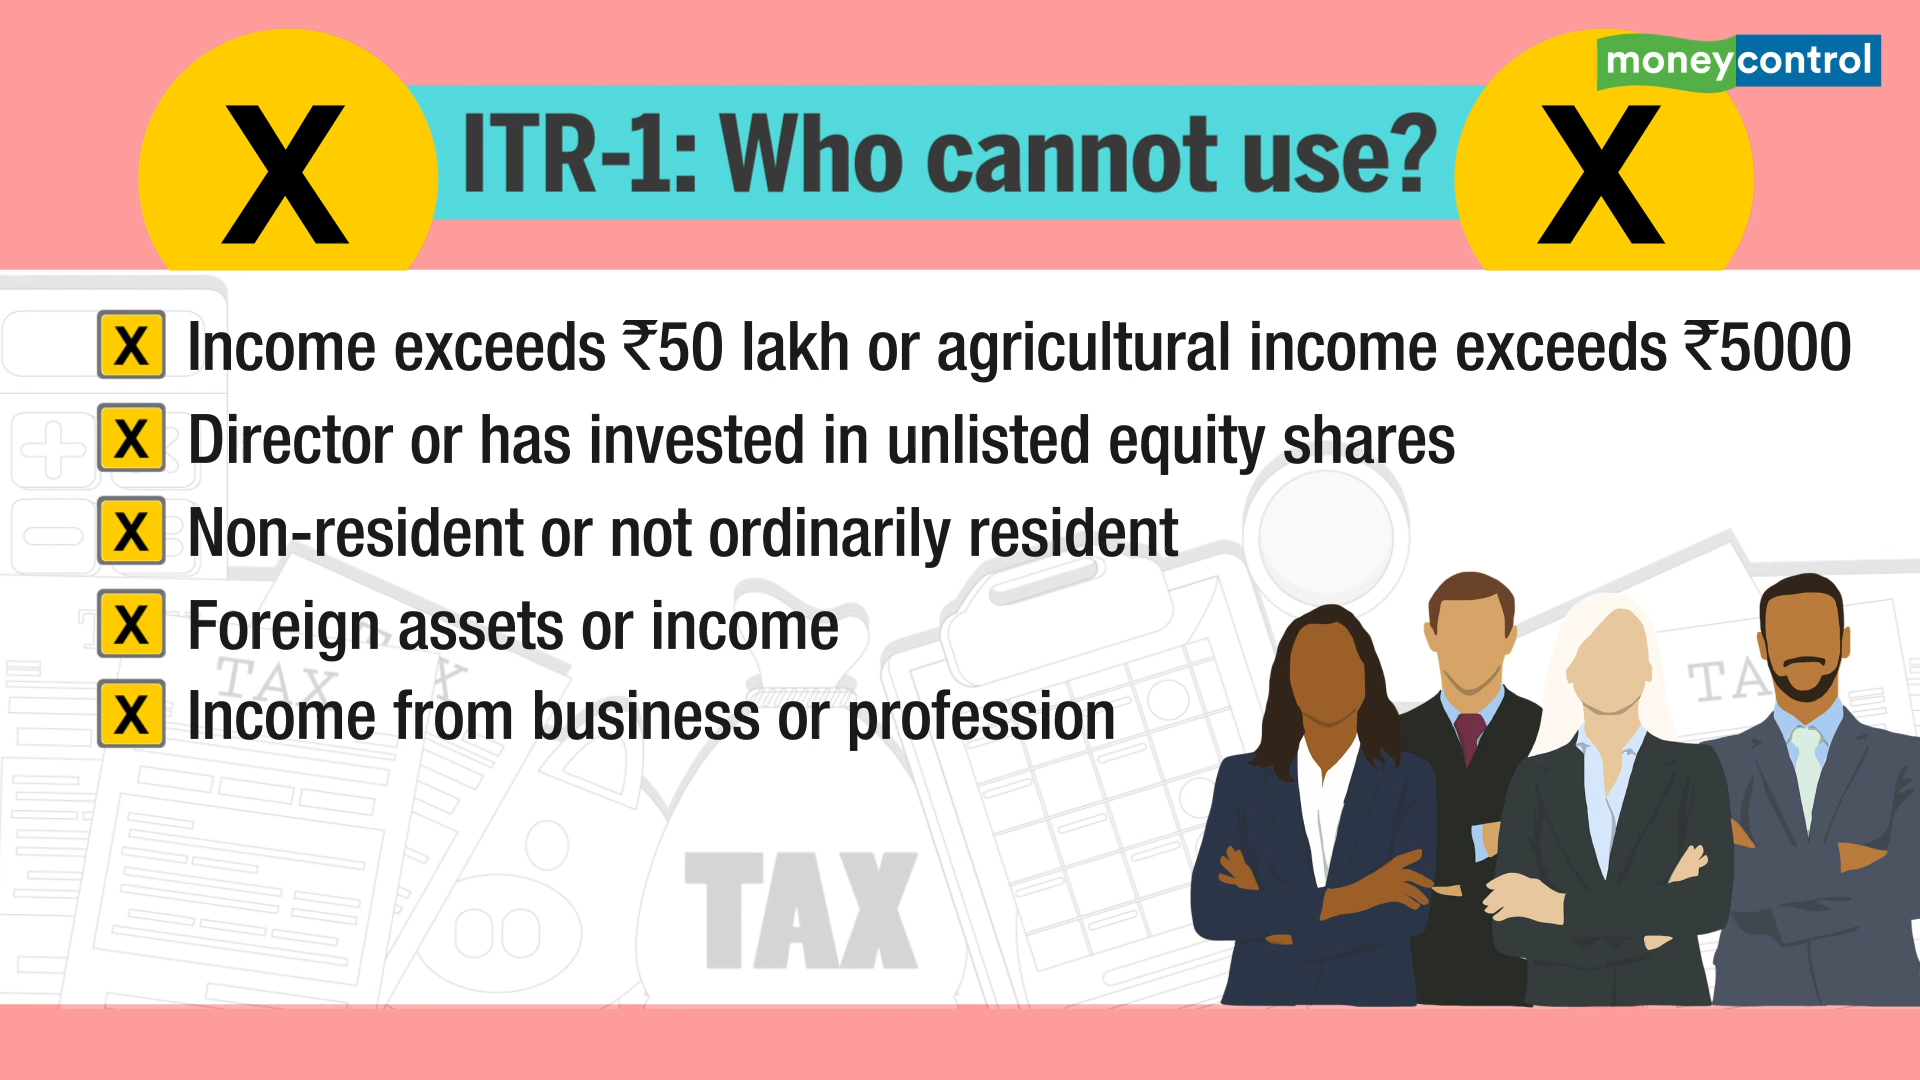 moneycontrol
X ITR-1: Who cannot use? X
X Income exceeds ₹50 lakh or agricultural income exceeds ₹5000
X Director or has invested in unlisted equity shares
X Non-resident or not ordinarily resident
X Foreign assets or income
X Income from business or profession
TAX
TAX